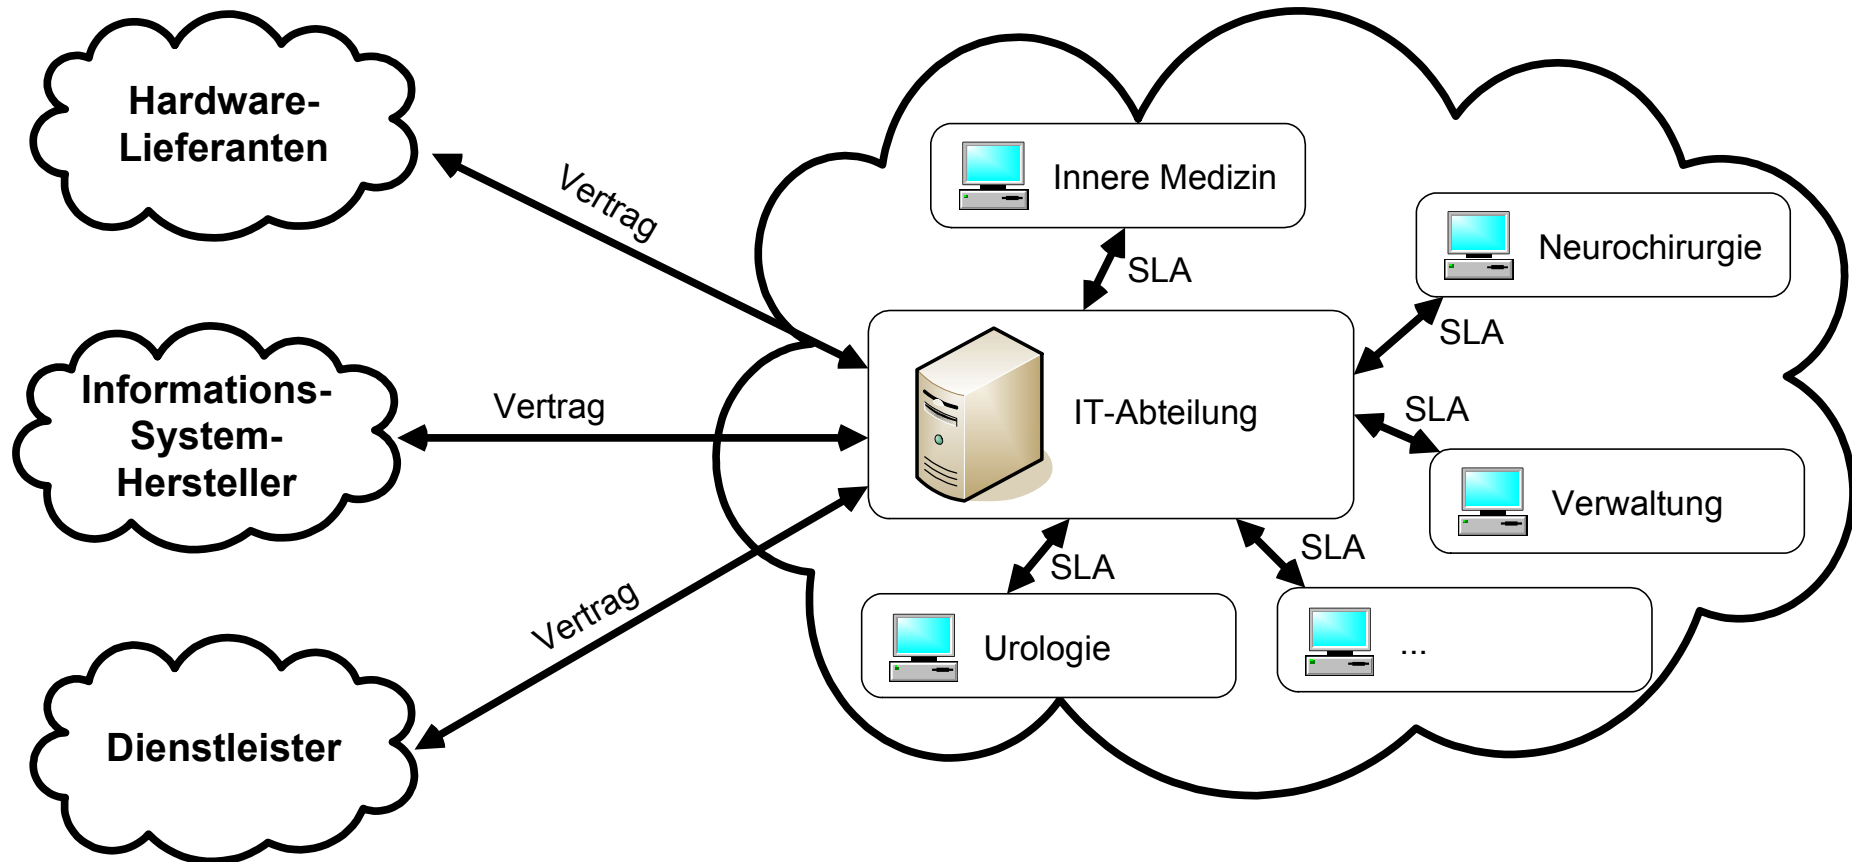 Hardware-
Lieferanten
Vertrag
Innere Medizin
SLA
Neurochirurgie
SLA
Informations-
System-
Hersteller
Vertrag
IT-Abteilung
SLA
Verwaltung
SLA
SLA
Vertrag
Urologie
...
Dienstleister